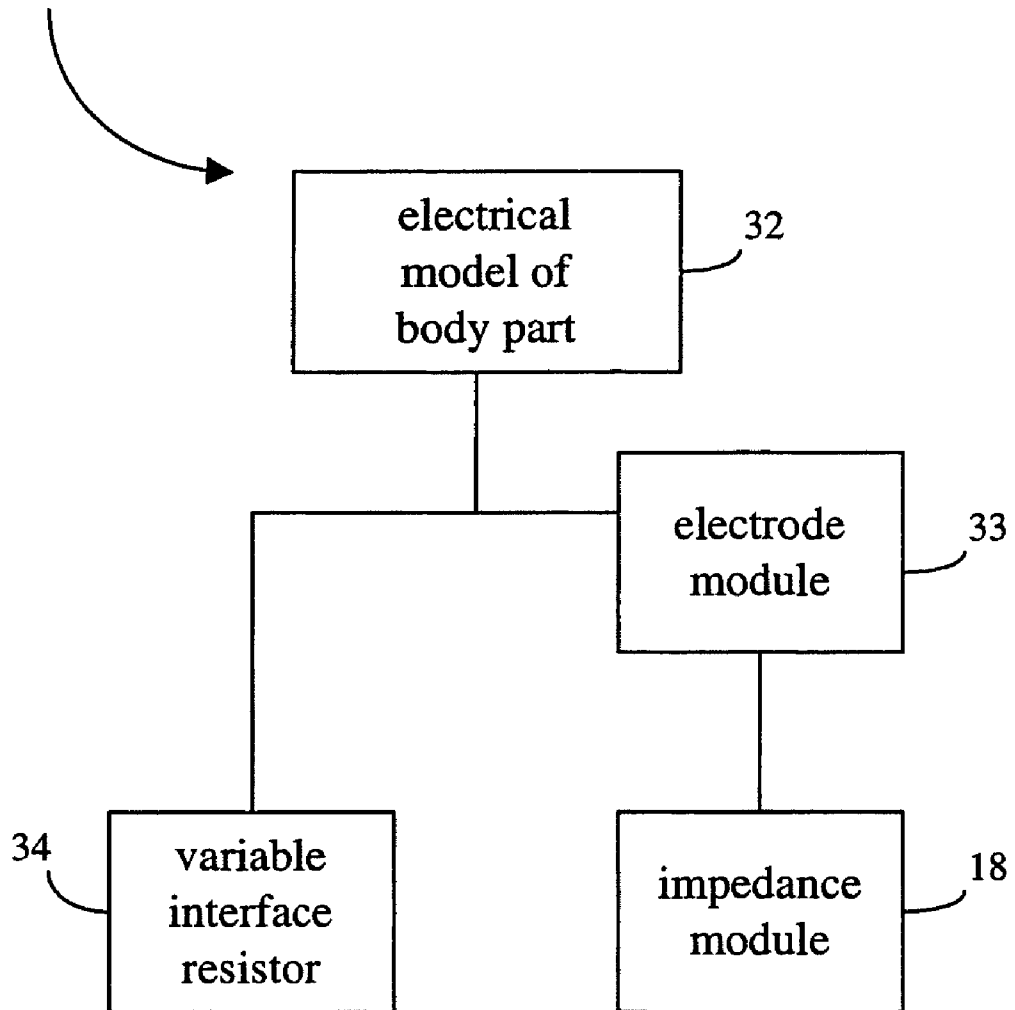 electrical
model of
body part
32
electrode
module
33
34
variable
interface
resistor
impedance
module
18